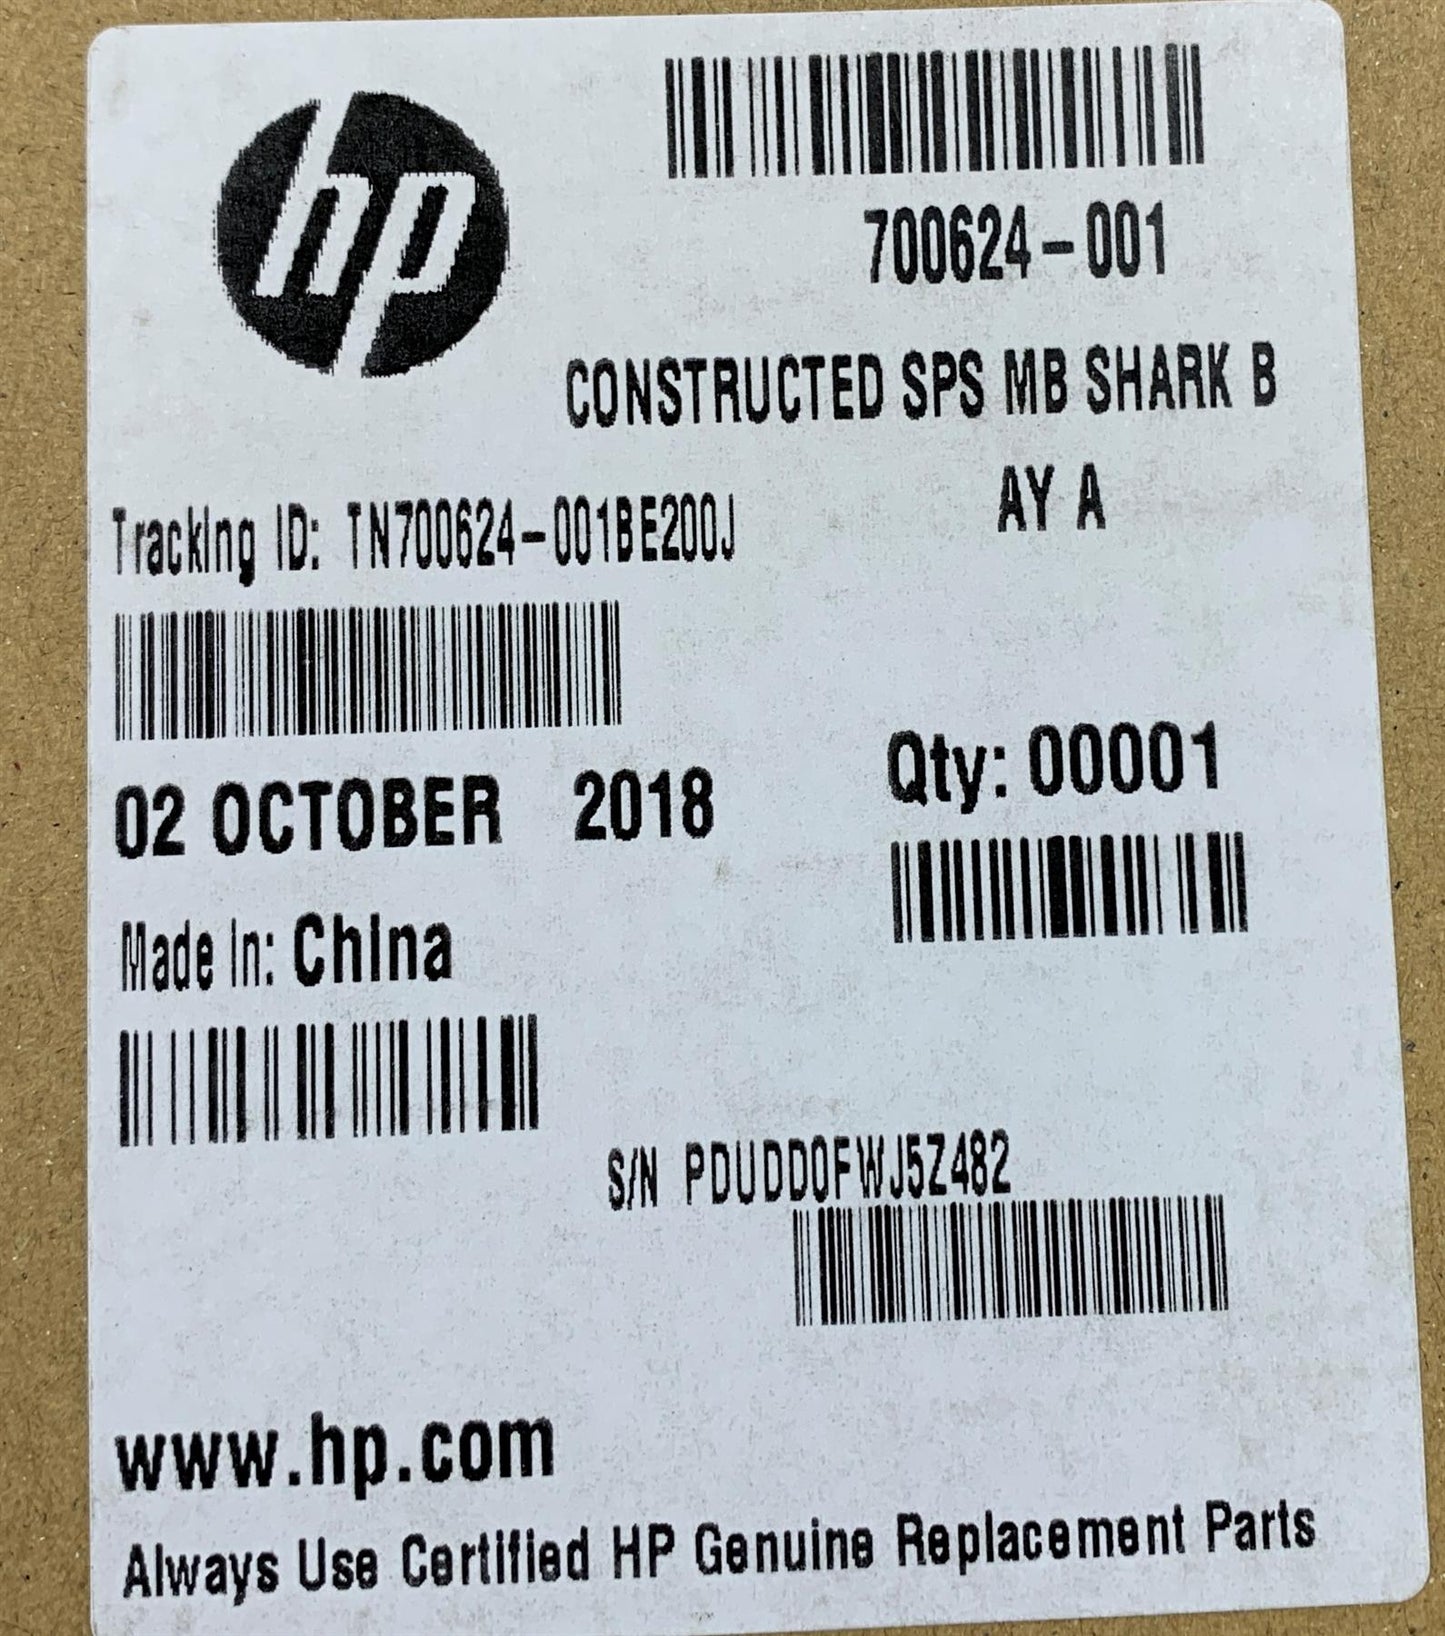 hp
700624-001
CONSTRUCTED SPS MB SHARK B
AY A
Tracking ID: TN700624-001BE200J
02 OCTOBER 2018
Qty: 00001
Made In: China
S/N PDUDD0FWJ5Z482
www.hp.com
Always Use Certified HP Genuine Replacement Parts